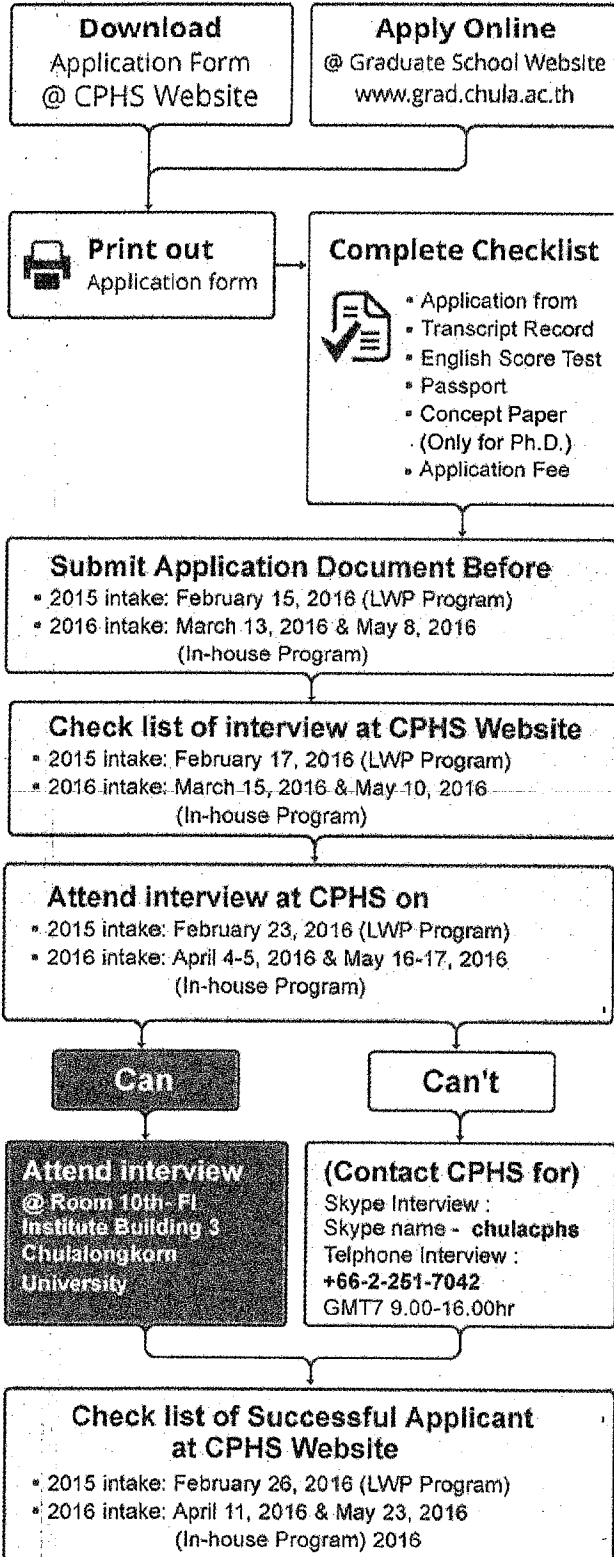 Download
Application Form
@ CPHS Website
Apply Online
@ Graduate School Website
www.grad.chula.ac.th
Print out
Application form
Complete Checklist
▪ Application from
▪ Transcript Record
▪ English Score Test
▪ Passport
▪ Concept Paper
(Only for Ph.D.)
▪ Application Fee
Submit Application Document Before
▪ 2015 intake: February 15, 2016 (LWP Program)
▪ 2016 intake: March 13, 2016 & May 8, 2016
(In-house Program)
Check list of interview at CPHS Website
▪ 2015 intake: February 17, 2016 (LWP Program)
▪ 2016 intake: March 15, 2016 & May 10, 2016
(In-house Program)
Attend interview at CPHS on
▪ 2015 intake: February 23, 2016 (LWP Program)
▪ 2016 intake: April 4-5, 2016 & May 16-17, 2016
(In-house Program)
Can
Can't
Attend interview
@ Room 10th- Fl
Institute Building 3
Chulalongkorn
University
(Contact CPHS for)
Skype Interview :
Skype name - chulacphs
Telphone Interview :
+66-2-251-7042
GMT7 9.00-16.00hr
Check list of Successful Applicant
at CPHS Website
▪ 2015 intake: February 26, 2016 (LWP Program)
▪ 2016 intake: April 11, 2016 & May 23, 2016
(In-house Program) 2016